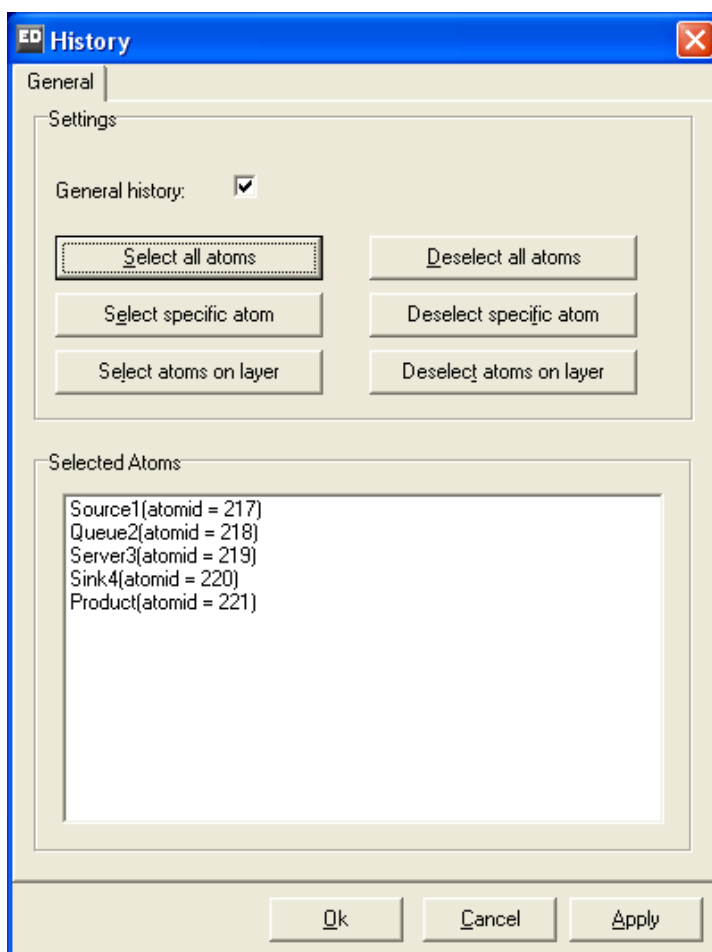 ED History
General
Settings
General history:
Select all atoms
Deselect all atoms
Select specific atom
Deselect specific atom
Select atoms on layer
Deselect atoms on layer
Selected Atoms
Source1(atomid = 217)
Queue2(atomid = 218)
Server3(atomid = 219)
Sink4(atomid = 220)
Product(atomid = 221)
Ok
Cancel
Apply